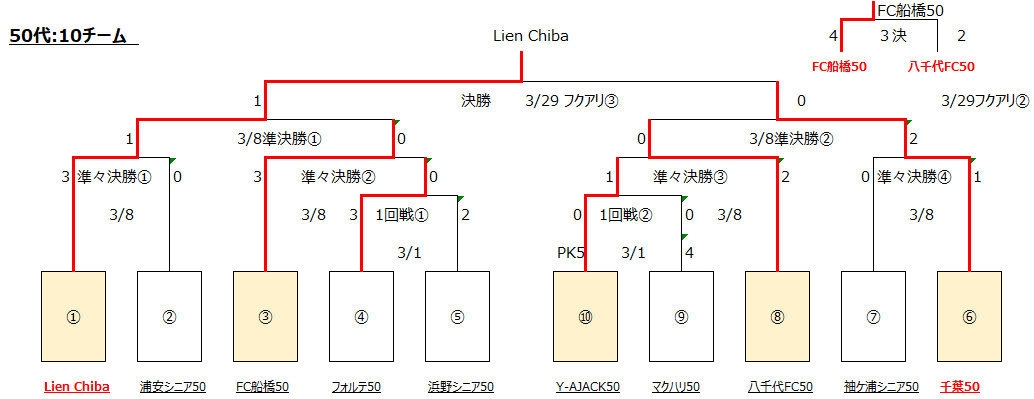 FC船橋50
50代:10チーム
Lien Chiba
4 3決 2
FC船橋50 八千代FC50
1 決勝 3/29 フクアリ③ 0 3/29フクアリ②
1 3/8準決勝① 0 0 3/8準決勝② 2
3 準々決勝① 0 3 準々決勝② 0 1 準々決勝③ 2 0 準々決勝④ 1
3/8 3/8 3 1回戦① 2 0 1回戦② 0 3/8 3/8
3/1 PK5 3/1 4
① ② ③ ④ ⑤ ⑩ ⑨ ⑧ ⑦ ⑥
Lien Chiba 浦安シニア50 FC船橋50 フォルテ50 浜野シニア50 Y-AJACK50 マクハリ50 八千代FC50 袖ケ浦シニア50 千葉50